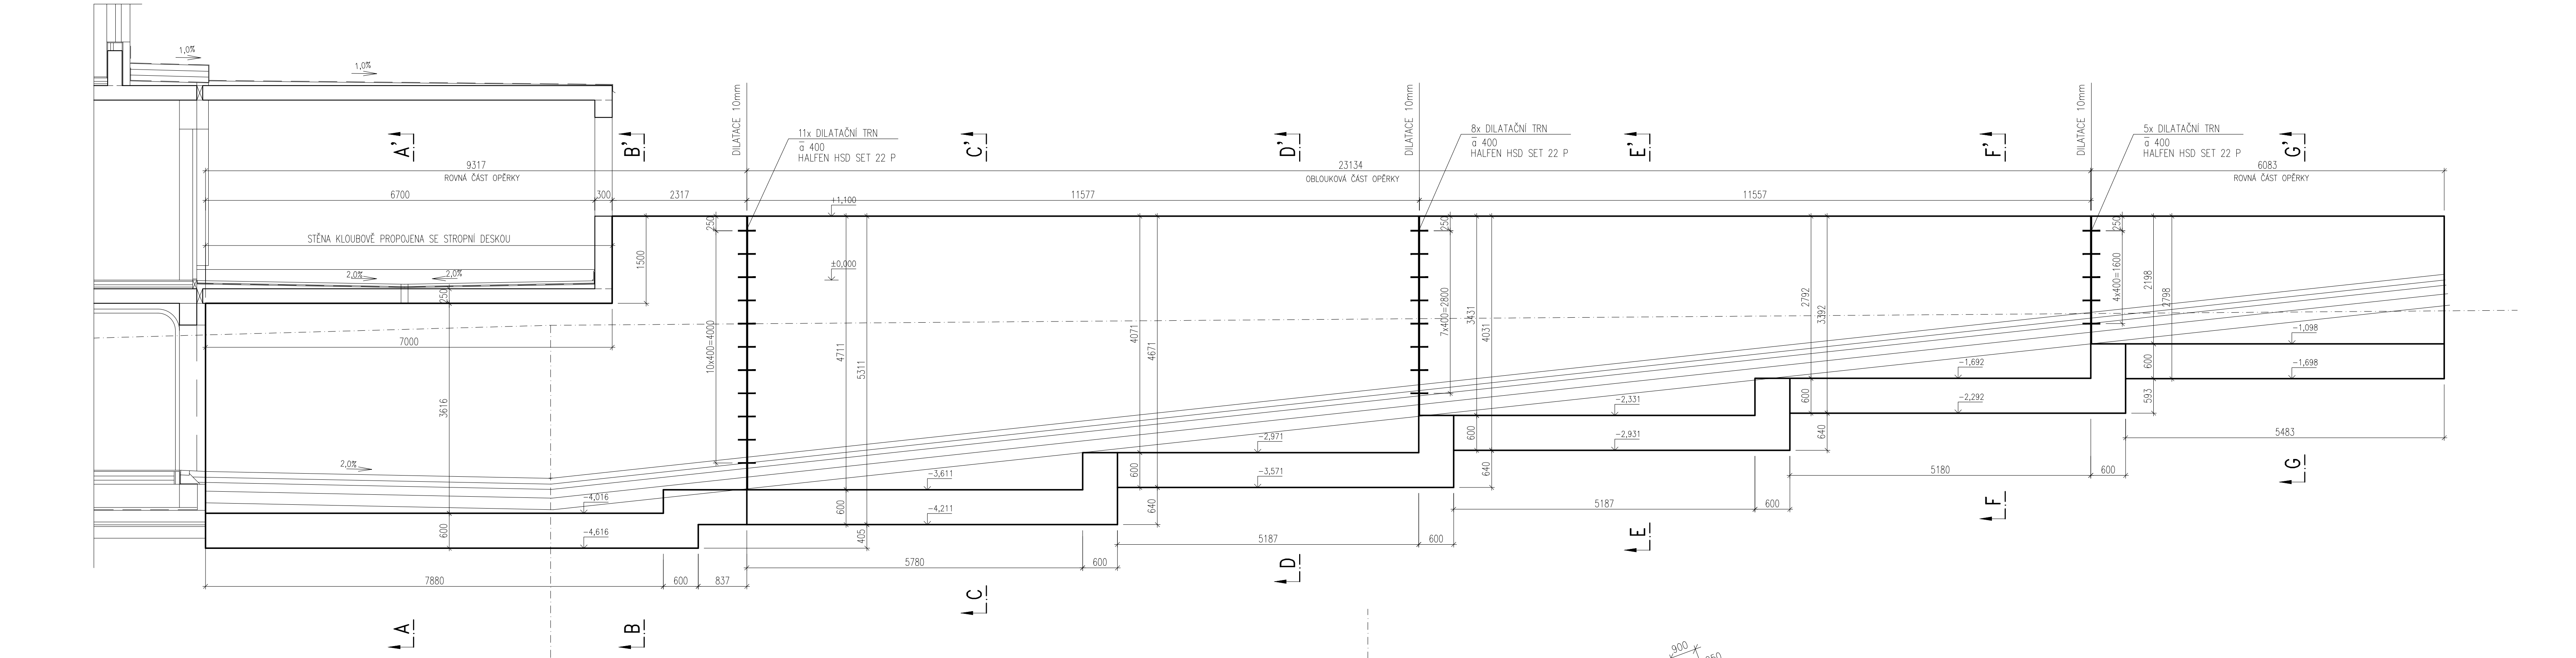 1,0%
1,0%
DILATACE 10mm
DILATACE 10mm
DILATACE 10mm
11x DILATAČNÍ TRN
ā 400
HALFEN HSD SET 22 P
8x DILATAČNÍ TRN
ā 400
HALFEN HSD SET 22 P
5x DILATAČNÍ TRN
ā 400
HALFEN HSD SET 22 P
A'
B'
C'
D'
E'
F'
G'
9317
ROVNÁ ČÁST OPĚRKY
23134
OBLOUKOVÁ ČÁST OPĚRKY
6083
ROVNÁ ČÁST OPĚRKY
6700
300
2317
11577
11557
+1,100
±0,000
STĚNA KLOUBOVĚ PROPOJENA SE STROPNÍ DESKOU
2,0%
2,0%
250
1500
7000
3616
600
250
10x400=4000
4711
5311
600
405
4071
4671
600
640
250
7x400=2800
3431
4031
600
640
2792
3392
600
640
250
4x400=1600
2198
2798
600
593
-1,098
-1,698
-1,692
-2,292
-2,331
-2,931
-2,971
-3,571
-3,611
-4,211
-4,016
-4,616
2,0%
5483
5180
600
5187
600
5187
600
5780
600
7880
600
837
A
B
C
D
E
F
G
900